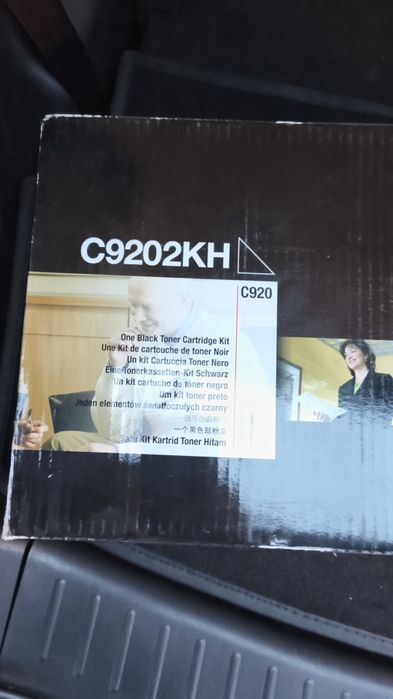 C9202KH
C920
One Black Toner Cartridge Kit
Une Kit de cartouche de toner Noir
Un kit Cartuccia Toner Nero
Eine Tonerkassetten-Kit Schwarz
Un kit cartucho de tóner negro
Um kit toner preto
Jeden elementów światłoczułych czarny
一个黑色鼓粉盒
Satu Kit Kartrid Toner Hitam